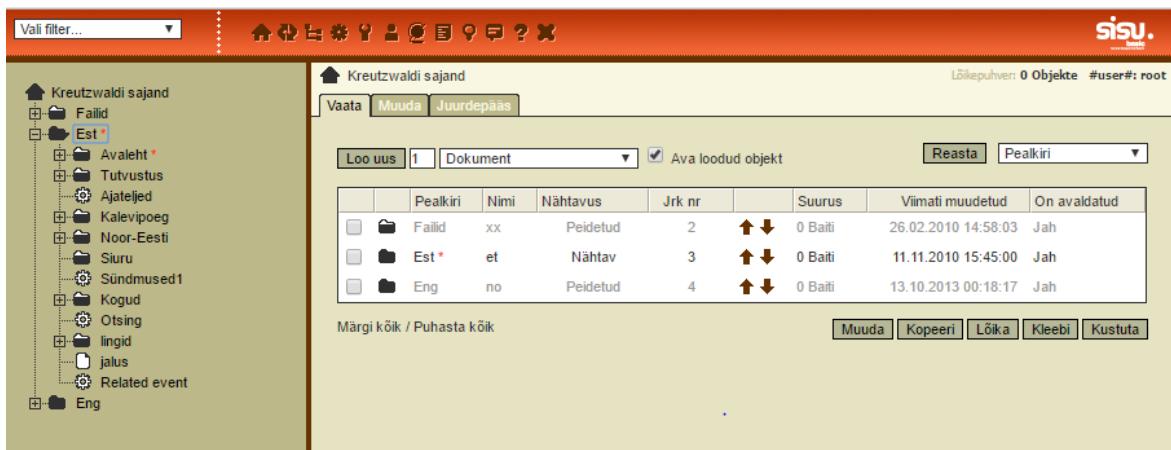 Vali filter...
sisu.
basic
Kreutzwaldi sajand
Failid
Est *
Avaleht *
Tutvustus
Ajateljed
Kalevipoeg
Noor-Eesti
Siuru
Sündmused1
Kogud
Otsing
lingid
jalus
Related event
Eng
Kreutzwaldi sajand
Lõikepuhver: 0 Objekte #user#: root
Vaata Muuda Juurdepääs
Loo uus 1 Dokument Ava loodud objekt Reasta Pealkiri
Pealkiri Nimi Nähtavus Jrk nr Suurus Viimati muudetud On avaldatud
Failid xx Peidetud 2 0 Baiti 26.02.2010 14:58:03 Jah
Est * et Nähtav 3 0 Baiti 11.11.2010 15:45:00 Jah
Eng no Peidetud 4 0 Baiti 13.10.2013 00:18:17 Jah
Märgi kõik / Puhasta kõik Muuda Kopeeri Lõika Kleebi Kustuta